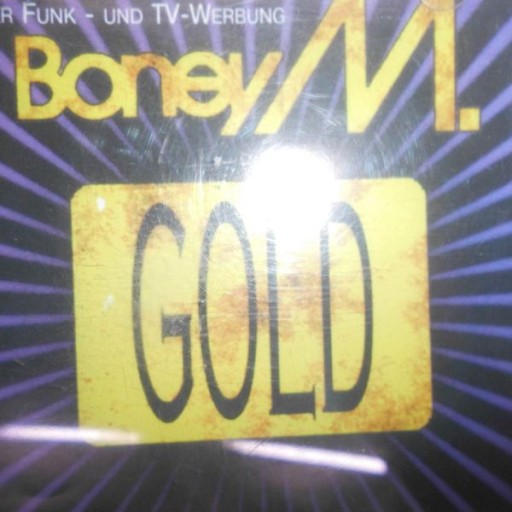 R FUNK - UND TV-WERBUNG
Boney M.
GOLD